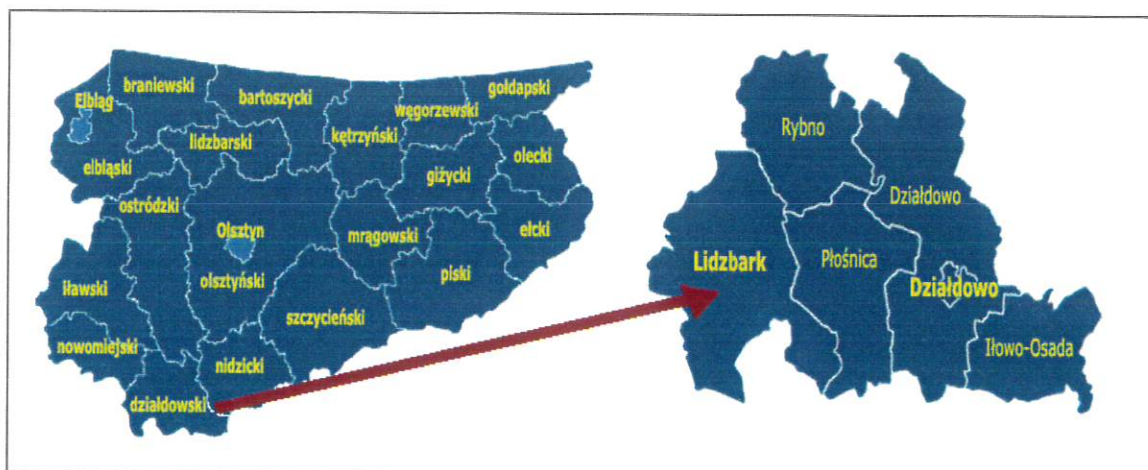 braniewski
Elbląg
bartoszycki
gołdapski
węgorzewski
lidzbarski
kętrzyński
elbląski
olecki
giżycki
ostródzki
Olsztyn
mrągowski
ełcki
piski
olsztyński
iławski
szczycieński
nowomiejski
nidzicki
działdowski
Rybno
Działdowo
Lidzbark
Płośnica
Działdowo
Iłowo-Osada